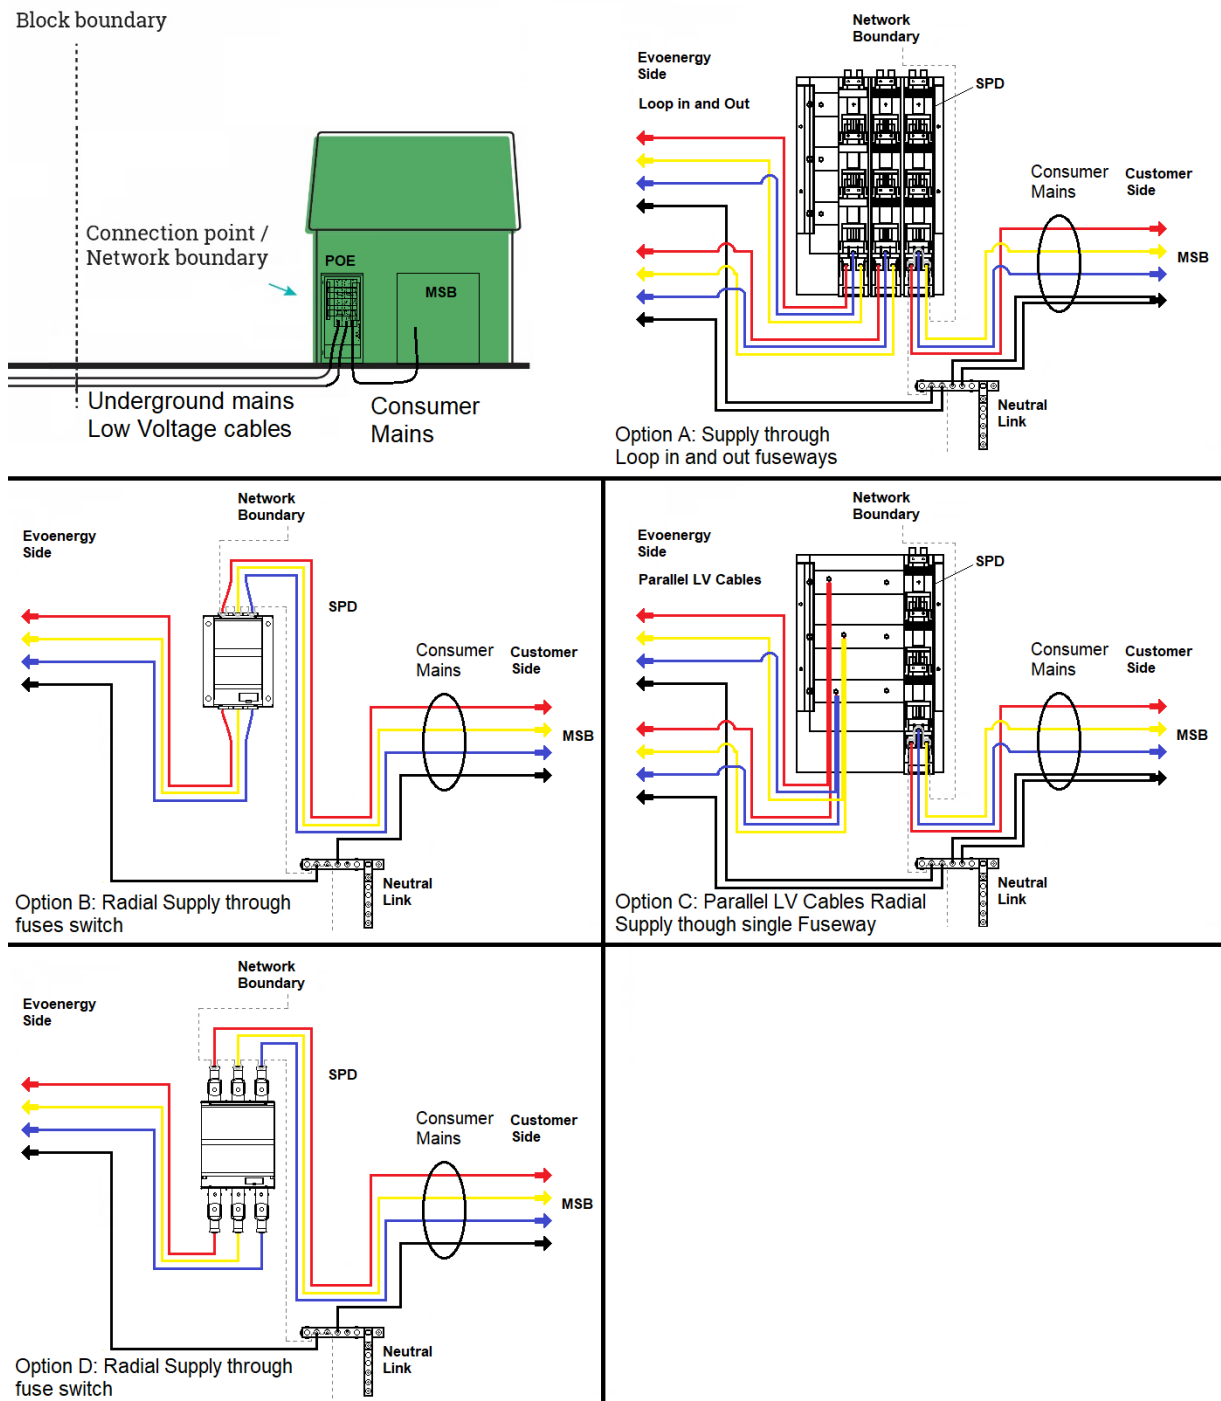 Block boundary
Connection point /
Network boundary
POE
MSB
Underground mains
Low Voltage cables
Consumer
Mains
Network
Boundary
Evoenergy
Side
SPD
Loop in and Out
Consumer
Mains
Customer
Side
MSB
Neutral
Link
Option A: Supply through
Loop in and out fuseways
Network
Boundary
Evoenergy
Side
SPD
Consumer
Mains
Customer
Side
MSB
Neutral
Link
Option B: Radial Supply through
fuses switch
Network
Boundary
Evoenergy
Side
SPD
Parallel LV Cables
Consumer
Mains
Customer
Side
MSB
Neutral
Link
Option C: Parallel LV Cables Radial
Supply though single Fuseway
Network
Boundary
Evoenergy
Side
SPD
Consumer
Mains
Customer
Side
MSB
Neutral
Link
Option D: Radial Supply through
fuse switch